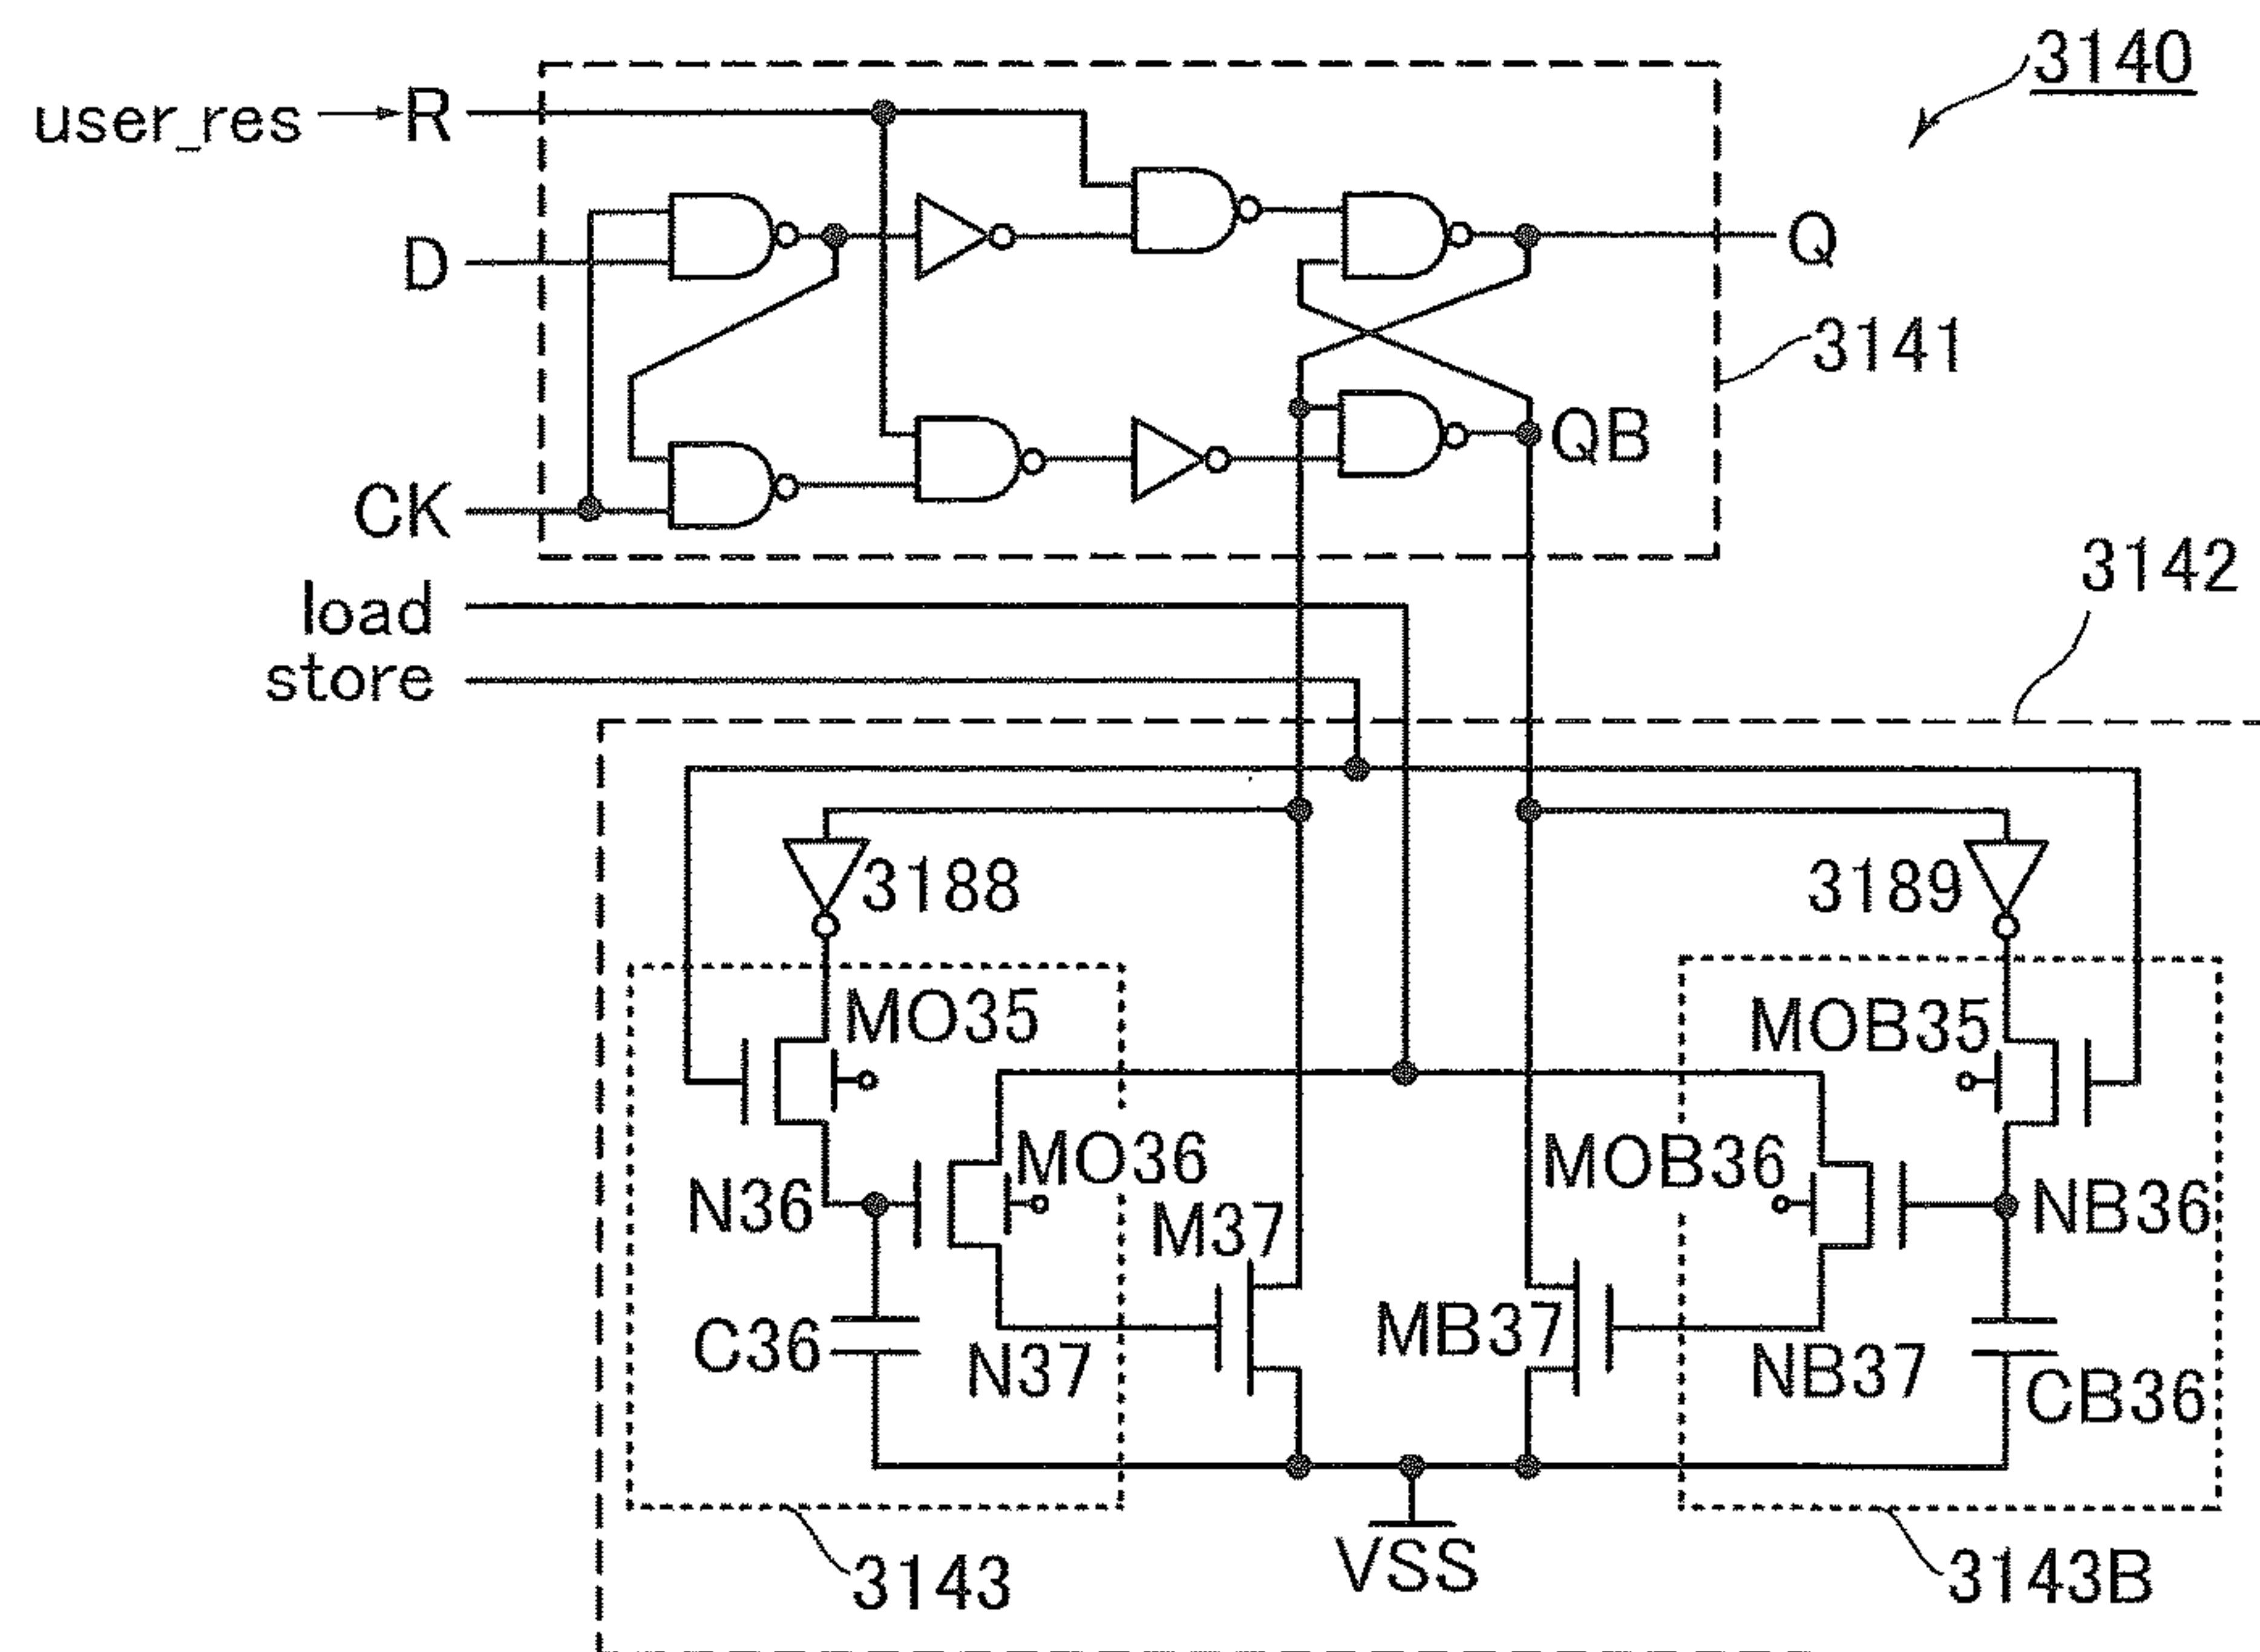 3140
user_res
R
D
Q
3141
QB
CK
load
store
3142
3188
3189
MO35
MOB35
MO36
MOB36
N36
M37
NB36
C36
MB37
N37
NB37
CB36
VSS
3143
3143B